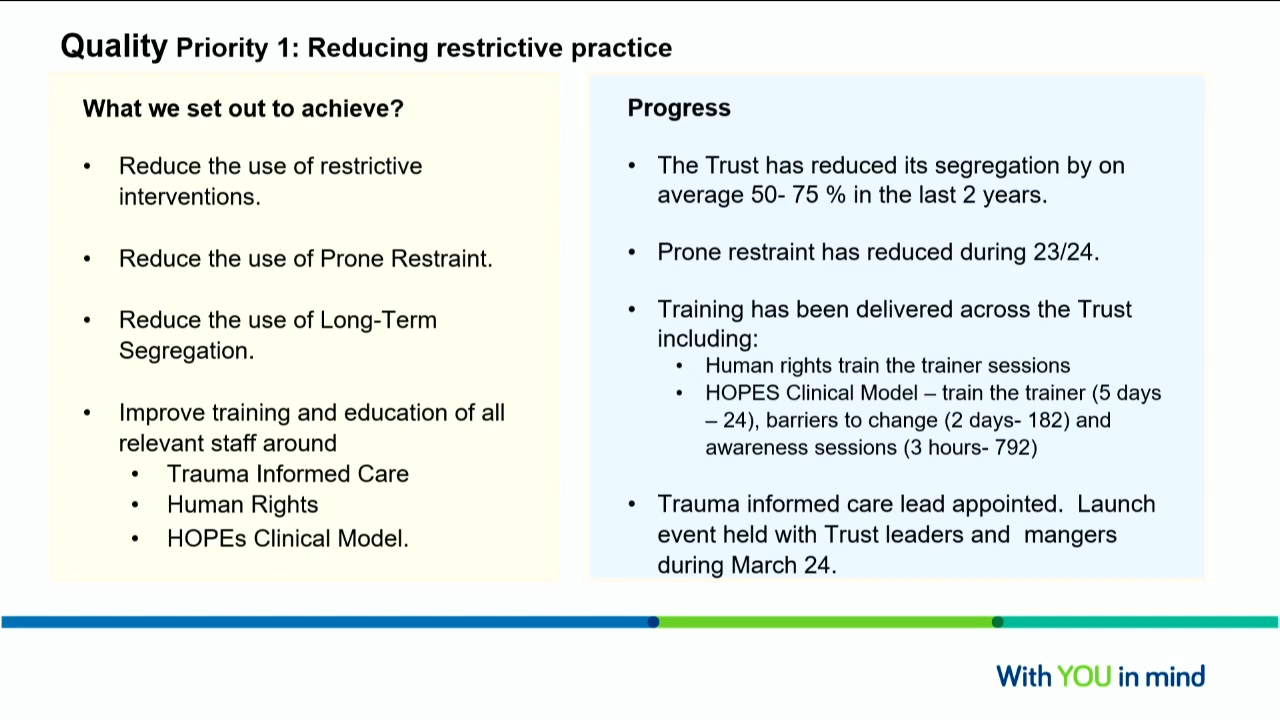 Quality Priority 1: Reducing restrictive practice
What we set out to achieve?
• Reduce the use of restrictive
interventions.
• Reduce the use of Prone Restraint.
• Reduce the use of Long-Term
Segregation.
• Improve training and education of all
relevant staff around
• Trauma Informed Care
• Human Rights
• HOPEs Clinical Model.
Progress
• The Trust has reduced its segregation by on
average 50- 75 % in the last 2 years.
• Prone restraint has reduced during 23/24.
• Training has been delivered across the Trust
including:
• Human rights train the trainer sessions
• HOPES Clinical Model – train the trainer (5 days
– 24), barriers to change (2 days- 182) and
awareness sessions (3 hours- 792)
• Trauma informed care lead appointed.  Launch
event held with Trust leaders and  mangers
during March 24.
With YOU in mind